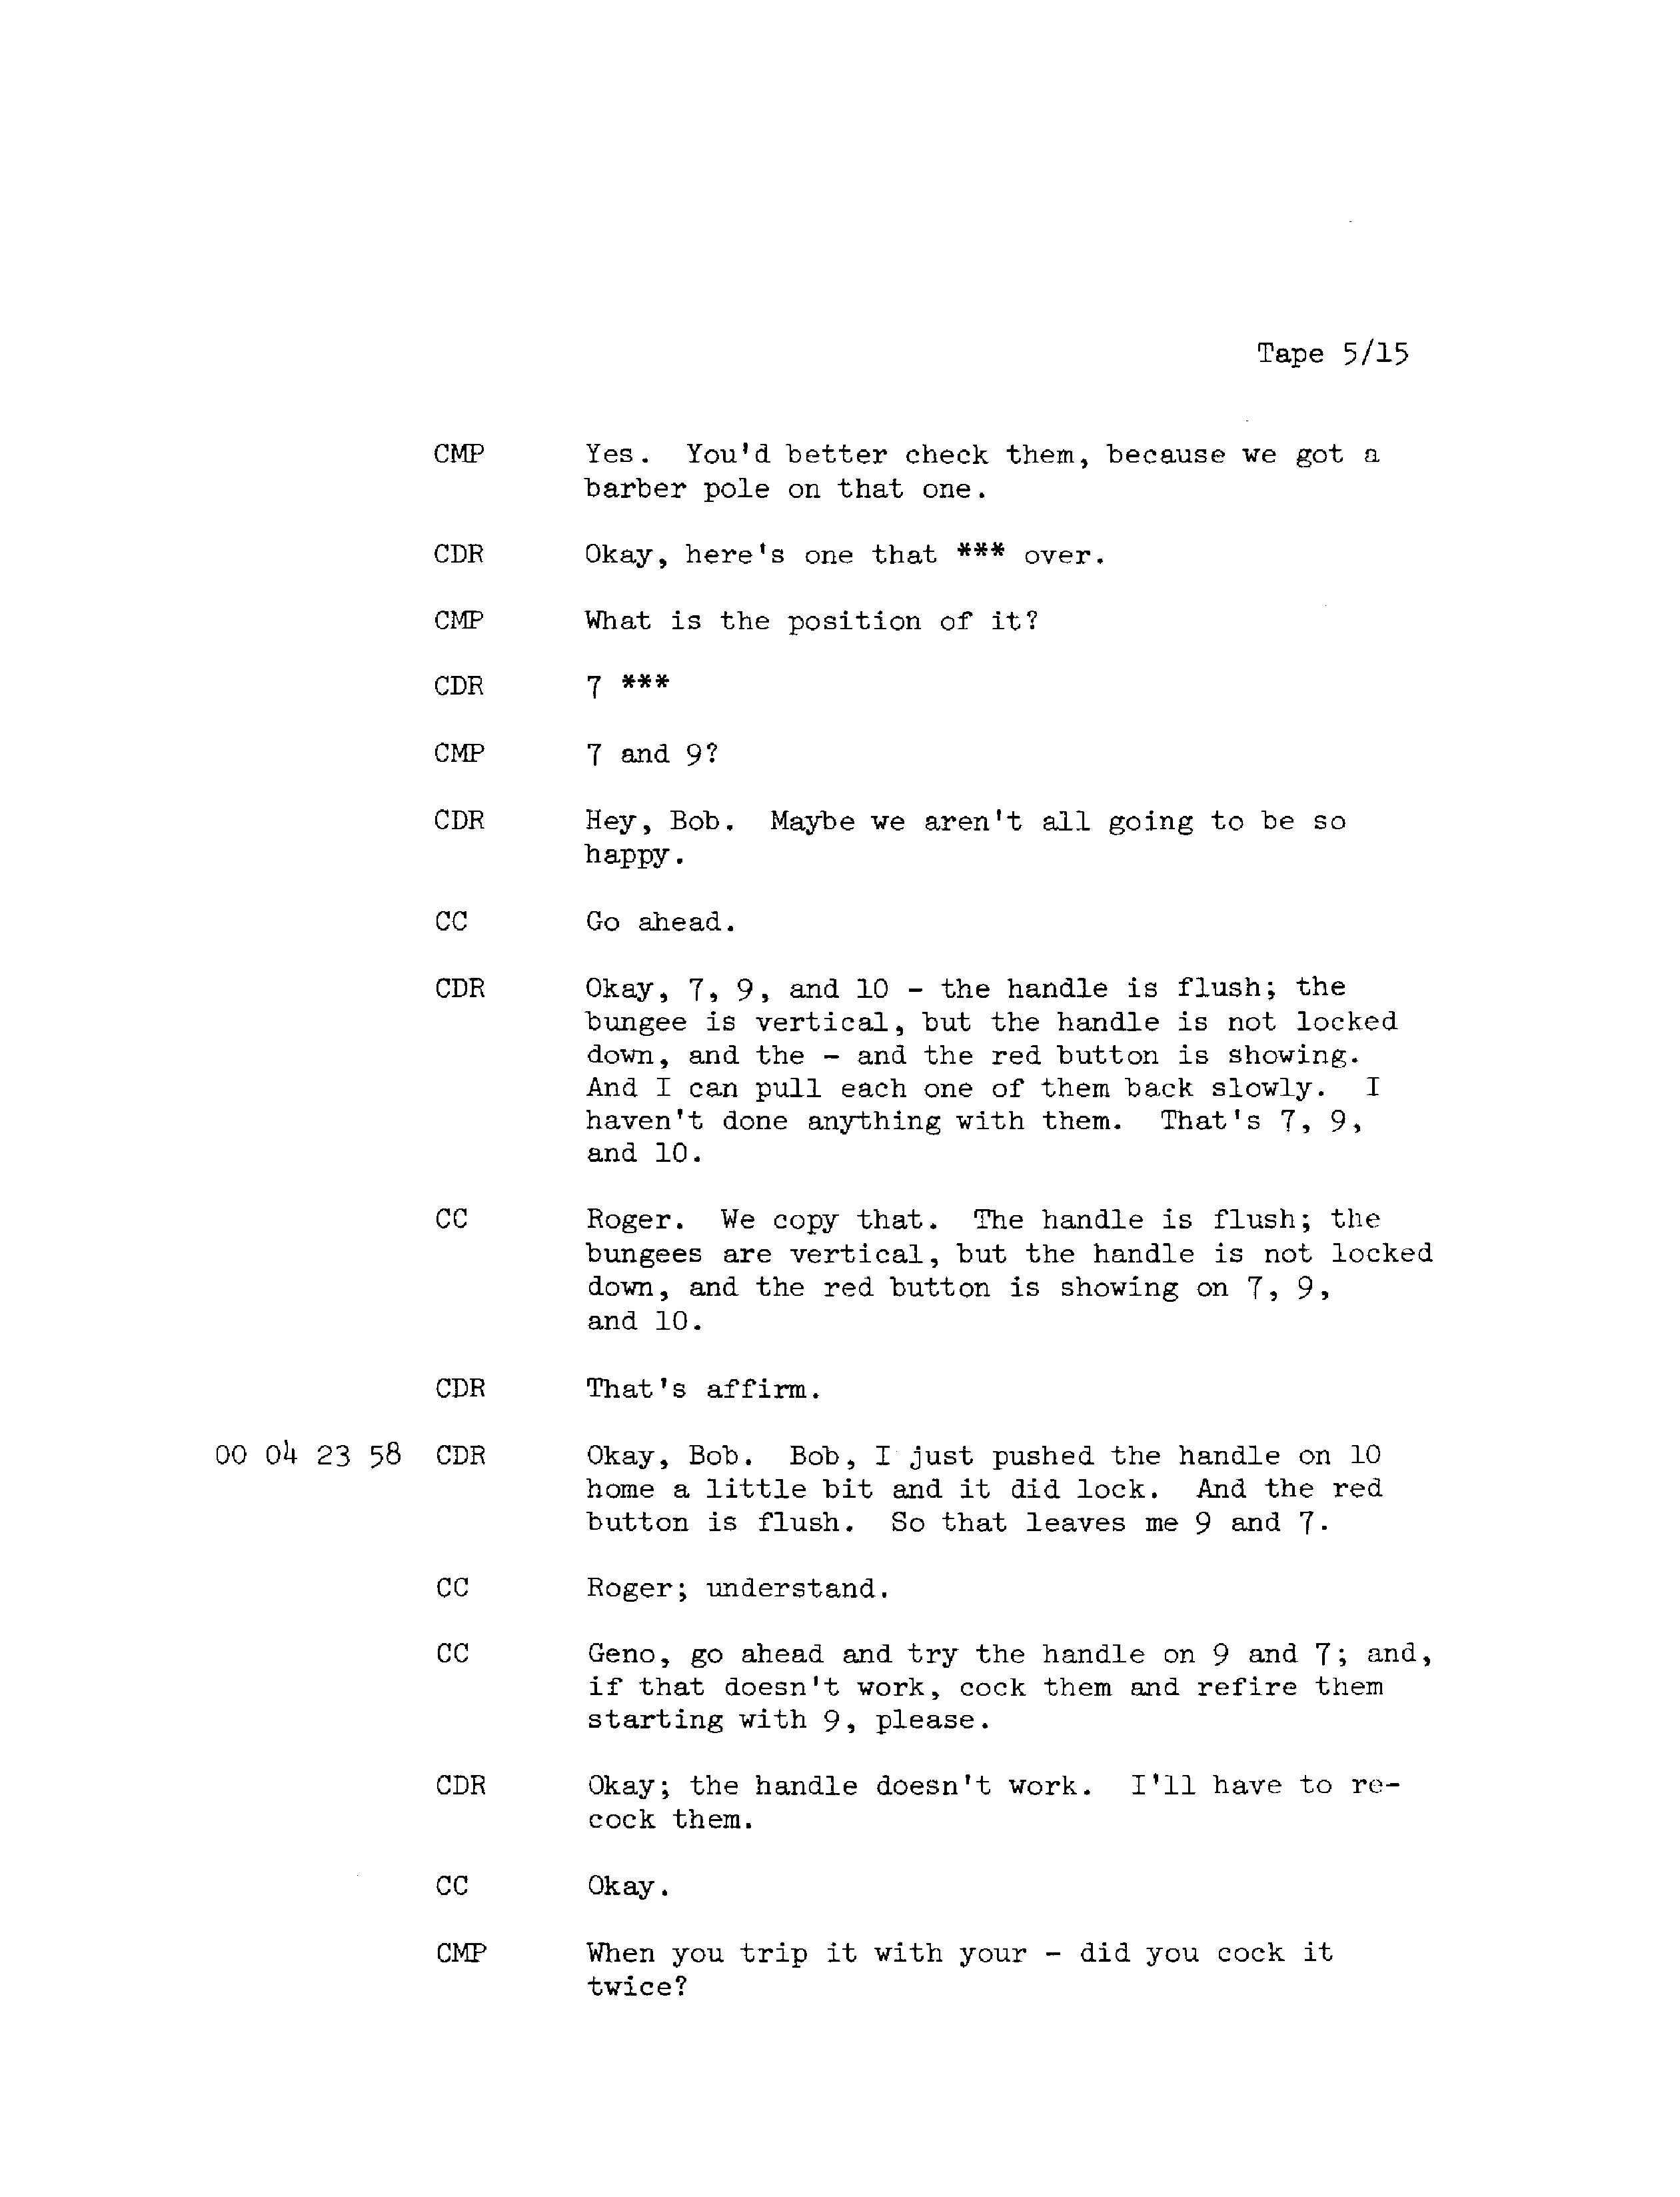 Tape 5/15
CMP Yes. You'd better check them, because we got a
barber pole on that one.
CDR Okay, here's one that *** over.
CMP What is the position of it?
CDR 7 ***
CMP 7 and 9?
CDR Hey, Bob. Maybe we aren't all going to be so
happy.
CC Go ahead.
CDR Okay, 7, 9, and 10 - the handle is flush; the
bungee is vertical, but the handle is not locked
down, and the - and the red button is showing.
And I can pull each one of them back slowly. I
haven't done anything with them. That's 7, 9,
and 10.
CC Roger. We copy that. The handle is flush; the
bungees are vertical, but the handle is not locked
down, and the red button is showing on 7, 9,
and 10.
CDR That's affirm.
00 04 23 58 CDR Okay, Bob. Bob, I just pushed the handle on 10
home a little bit and it did lock. And the red
button is flush. So that leaves me 9 and 7.
CC Roger; understand.
CC Geno, go ahead and try the handle on 9 and 7; and,
if that doesn't work, cock them and refire them
starting with 9, please.
CDR Okay; the handle doesn't work. I'll have to re-
cock them.
CC Okay.
CMP When you trip it with your - did you cock it
twice?